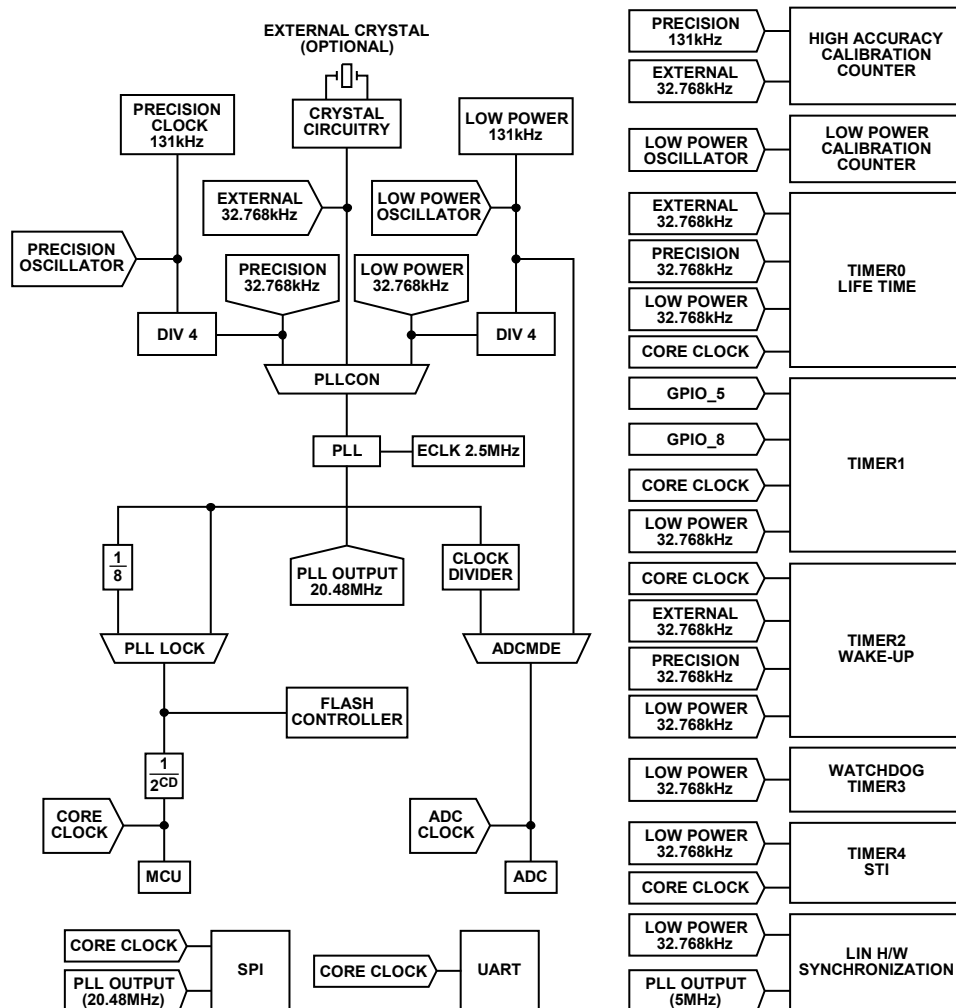 EXTERNAL CRYSTAL
(OPTIONAL)
PRECISION
CLOCK
131kHz
CRYSTAL
CIRCUITRY
LOW POWER
131kHz
EXTERNAL
32.768kHz
LOW POWER
OSCILLATOR
PRECISION
OSCILLATOR
PRECISION
32.768kHz
LOW POWER
32.768kHz
DIV 4
DIV 4
PLLCON
PLL
ECLK 2.5MHz
1
8
PLL OUTPUT
20.48MHz
CLOCK
DIVIDER
PLL LOCK
ADCMDE
FLASH
CONTROLLER
1
2CD
CORE
CLOCK
ADC
CLOCK
MCU
ADC
CORE CLOCK
PLL OUTPUT
(20.48MHz)
SPI
CORE CLOCK
UART
PRECISION
131kHz
EXTERNAL
32.768kHz
HIGH ACCURACY
CALIBRATION
COUNTER
LOW POWER
OSCILLATOR
LOW POWER
CALIBRATION
COUNTER
EXTERNAL
32.768kHz
PRECISION
32.768kHz
LOW POWER
32.768kHz
CORE CLOCK
TIMER0
LIFE TIME
GPIO_5
GPIO_8
CORE CLOCK
LOW POWER
32.768kHz
TIMER1
CORE CLOCK
EXTERNAL
32.768kHz
PRECISION
32.768kHz
LOW POWER
32.768kHz
TIMER2
WAKE-UP
LOW POWER
32.768kHz
WATCHDOG
TIMER3
LOW POWER
32.768kHz
CORE CLOCK
TIMER4
STI
LOW POWER
32.768kHz
PLL OUTPUT
(5MHz)
LIN H/W
SYNCHRONIZATION